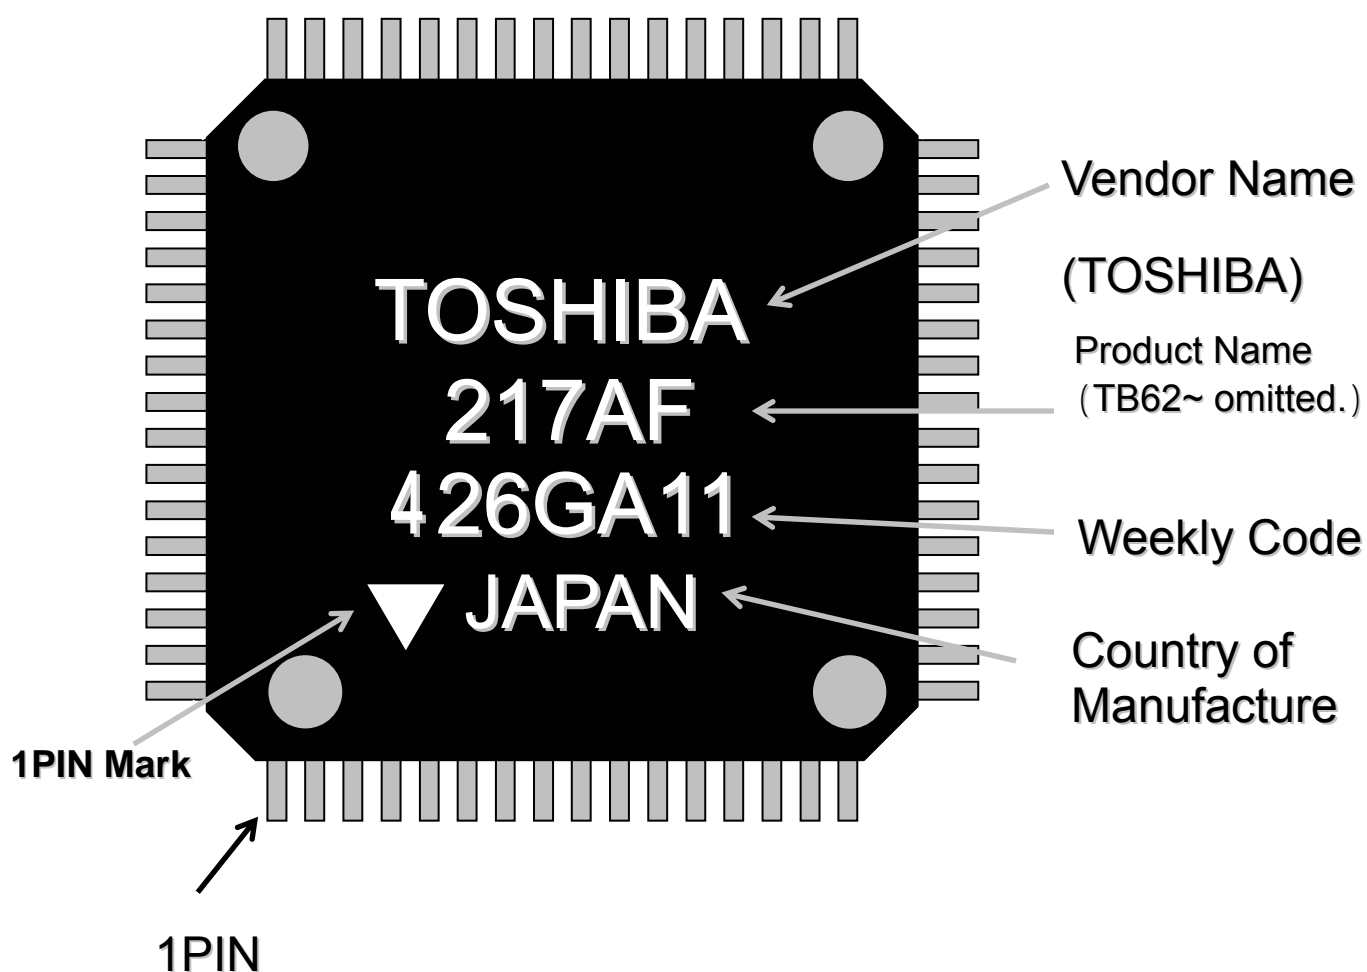 TOSHIBA
217AF
426GA11
JAPAN
Vendor Name
(TOSHIBA)
Product Name
(TB62~ omitted.)
Weekly Code
Country of
Manufacture
1PIN Mark
1PIN